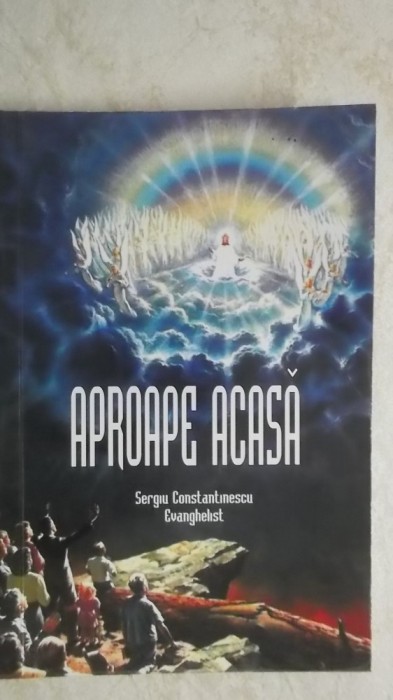 APROAPE ACASĂ
Sergiu Constantinescu
Evanghelist